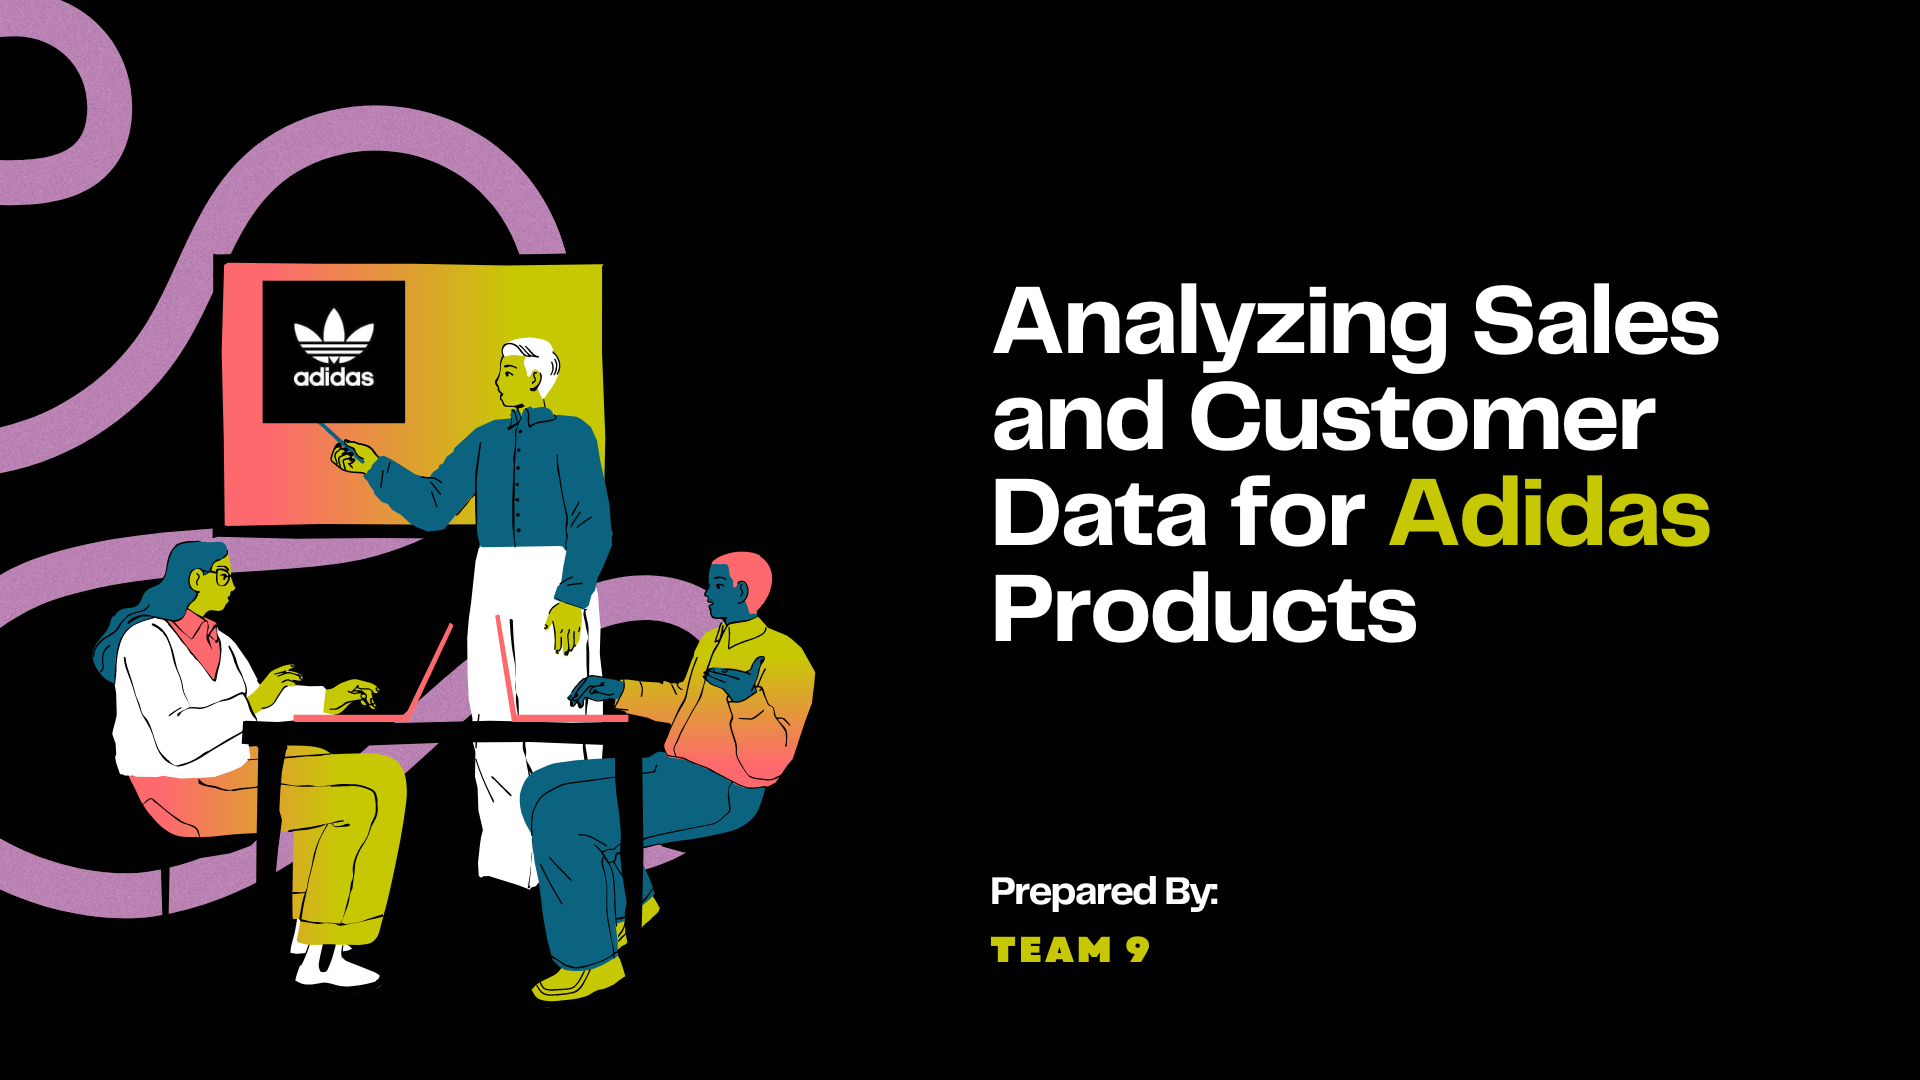 adidas
Analyzing Sales
and Customer
Data for Adidas
Products
Prepared By:
TEAM 9